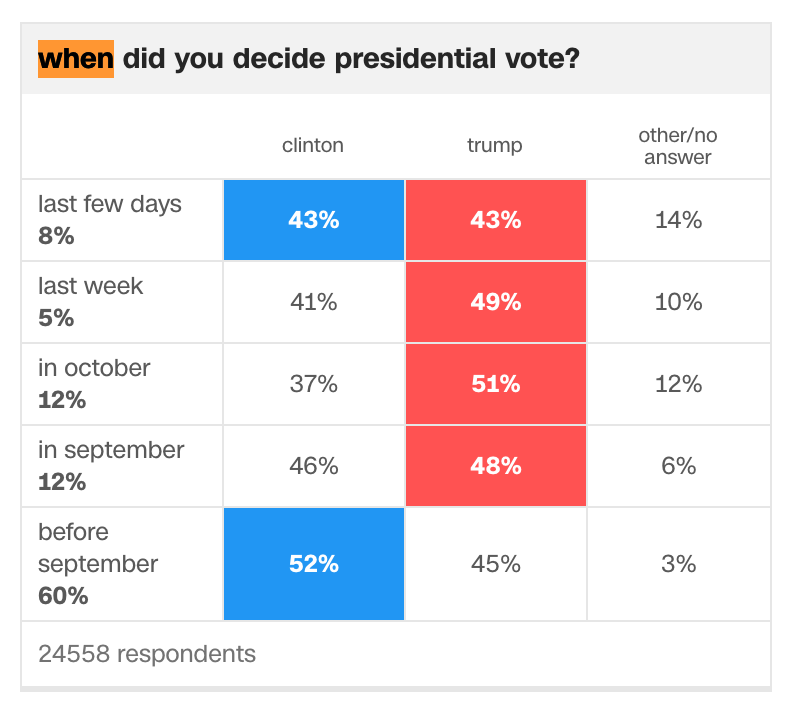 when did you decide presidential vote?
clinton trump other/no answer
last few days
8% 43% 43% 14%
last week
5% 41% 49% 10%
in october
12% 37% 51% 12%
in september
12% 46% 48% 6%
before
september
60% 52% 45% 3%
24558 respondents